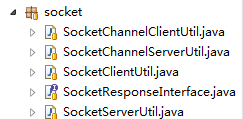 socket
SocketChannelClientUtil.java
SocketChannelServerUtil.java
SocketClientUtil.java
SocketResponseInterface.java
SocketServerUtil.java